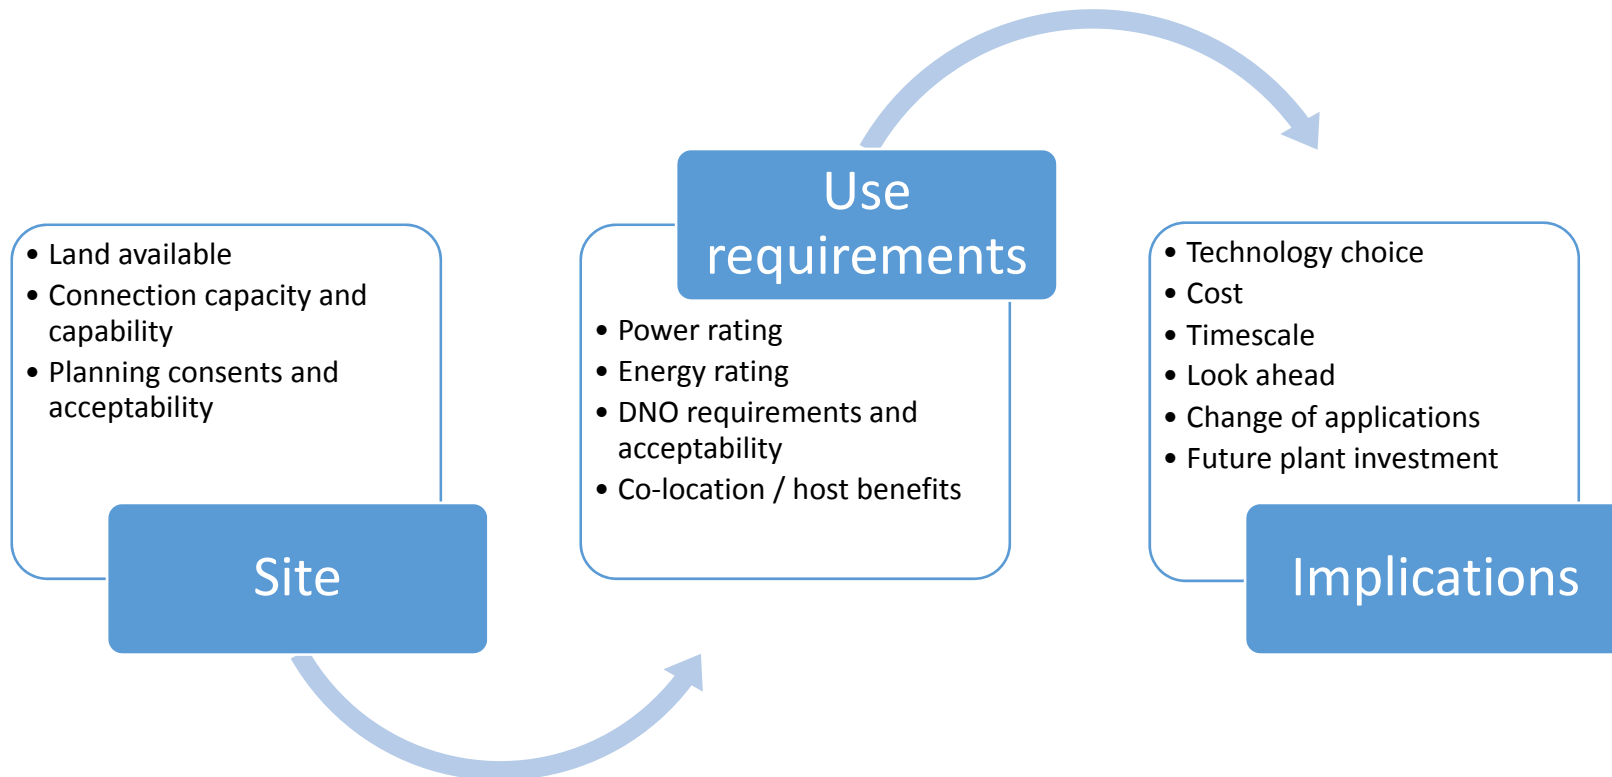 • Land available
• Connection capacity and
capability
• Planning consents and
acceptability
Site
Use
requirements
• Power rating
• Energy rating
• DNO requirements and
acceptability
• Co-location / host benefits
• Technology choice
• Cost
• Timescale
• Look ahead
• Change of applications
• Future plant investment
Implications